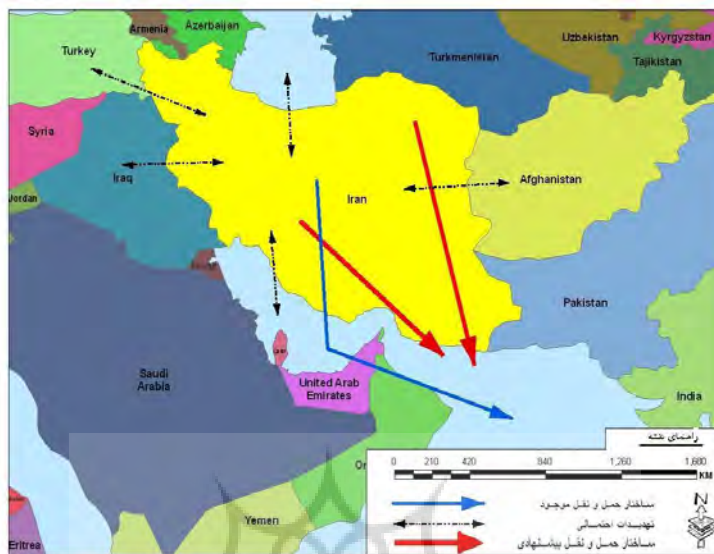 Armenia
Azerbaijan
Uzbekistan
Kyrgyzstan
Turkey
Turkmenistan
Tajikistan
Syria
Iraq
Iran
Afghanistan
Jordan
Pakistan
Saudi
Arabia
United Arab
Emirates
India
Yemen
Eritrea
راهنمای نقشه
0 210 420 840 1,260 1,680
KM
N
ساختار حمل و نقل موجود
تهدیدات احتمالی
ساختار حمل و نقل پیشنهادی